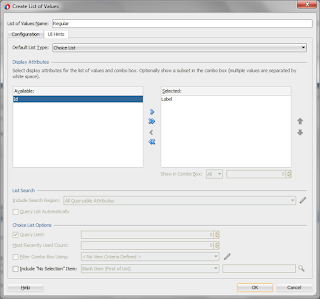 Create List of Values
List of Values Name: Regular
Configuration UI Hints
Default List Type: Choice List
Display Attributes
Select display attributes for the list of values and combo box. Optionally show a subset in the combo box (multiple values are separated by
white space).
Available: Selected:
Id Label
Show in Combo Box: All
List Search
Include Search Region: All Queryable Attributes
Query List Automatically
Choice List Options
Query Limit:
Most Recently Used Count:
Filter Combo Box Using: < No View Criteria Defined >
Include "No Selection" Item: Blank Item (First of List)
Help OK Cancel